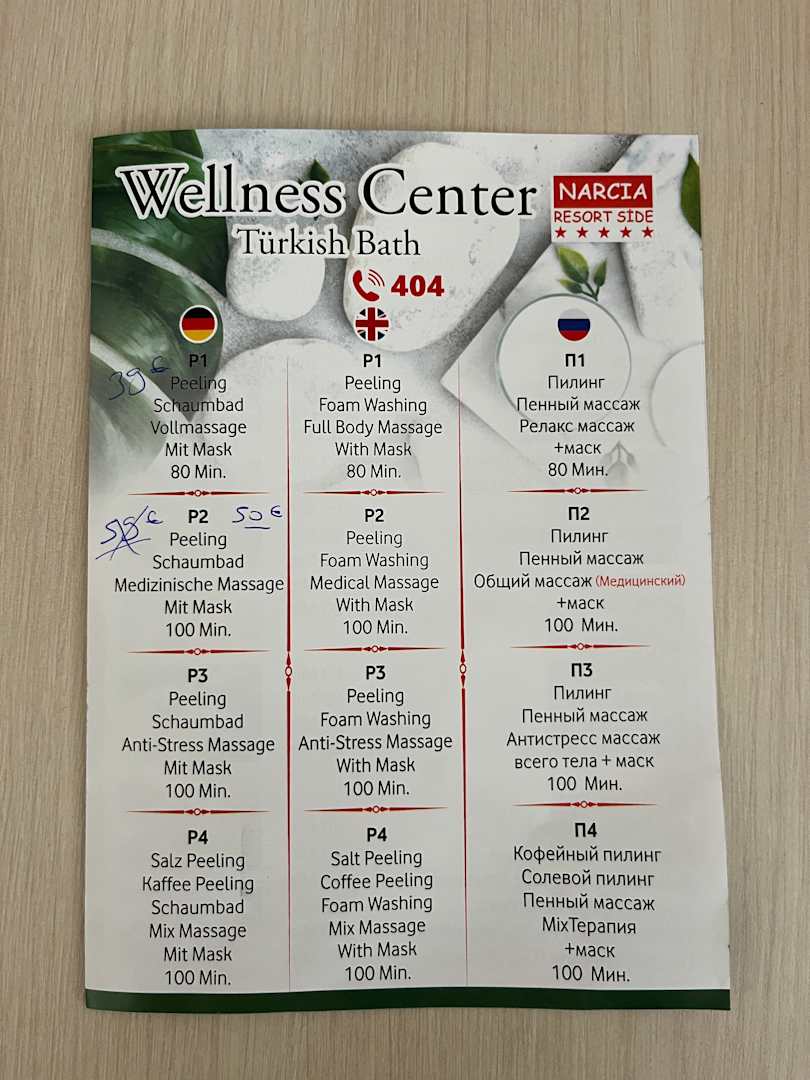 Wellness Center
Türkish Bath
NARCIA
RESORT SİDE
404
39 €
P1
Peeling
Schaumbad
Vollmassage
Mit Mask
80 Min.
P2
50 €
Peeling
Schaumbad
Medizinische Massage
Mit Mask
100 Min.
P3
Peeling
Schaumbad
Anti-Stress Massage
Mit Mask
100 Min.
P4
Salz Peeling
Kaffee Peeling
Schaumbad
Mix Massage
Mit Mask
100 Min.
P1
Peeling
Foam Washing
Full Body Massage
With Mask
80 Min.
P2
Peeling
Foam Washing
Medical Massage
With Mask
100 Min.
P3
Peeling
Foam Washing
Anti-Stress Massage
With Mask
100 Min.
P4
Salt Peeling
Coffee Peeling
Foam Washing
Mix Massage
With Mask
100 Min.
П1
Пилинг
Пенный массаж
Релакс массаж
+маск
80 Мин.
П2
Пилинг
Пенный массаж
Общий массаж (Медицинский)
+маск
100 Мин.
П3
Пилинг
Пенный массаж
Антистресс массаж
всего тела + маск
100 Мин.
П4
Кофейный пилинг
Солевой пилинг
Пенный массаж
MixТерапия
+маск
100 Мин.